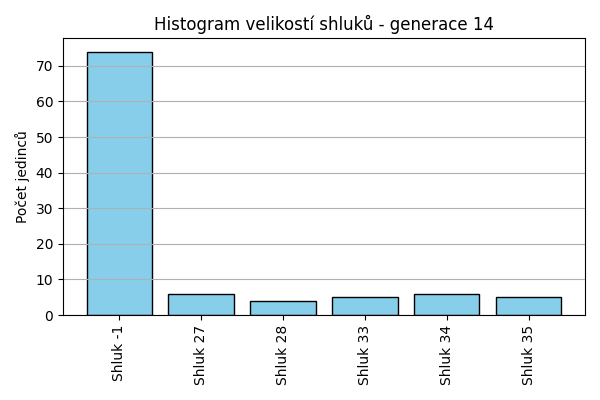 Histogram velikostí shluků - generace 14
Počet jedinců
70
60
50
40
30
20
10
0
Shluk -1
Shluk 27
Shluk 28
Shluk 33
Shluk 34
Shluk 35